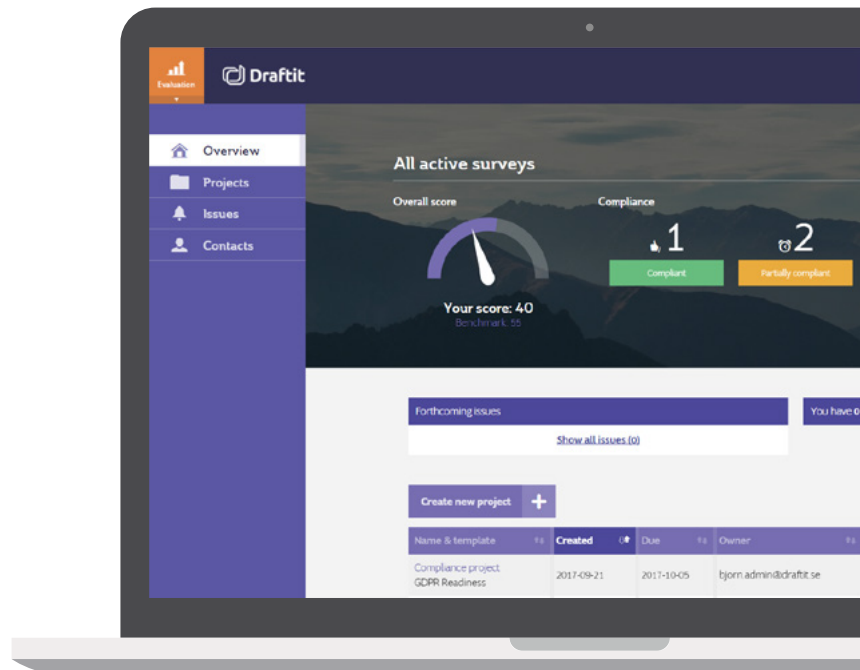 Evaluation
Draftit
Overview
Projects
Issues
Contacts
All active surveys
Overall score
Compliance
1
2
Compliant
Partially compliant
Your score: 40
Benchmark: 55
Forthcoming issues
You have 0
Show all issues (0)
Create new project
Name & template Created Due Owner
Compliance project
GDPR Readiness
2017-09-21 2017-10-05 bjorn.admin@draftit.se